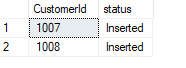 CustomerId status
1 1007 Inserted
2 1008 Inserted